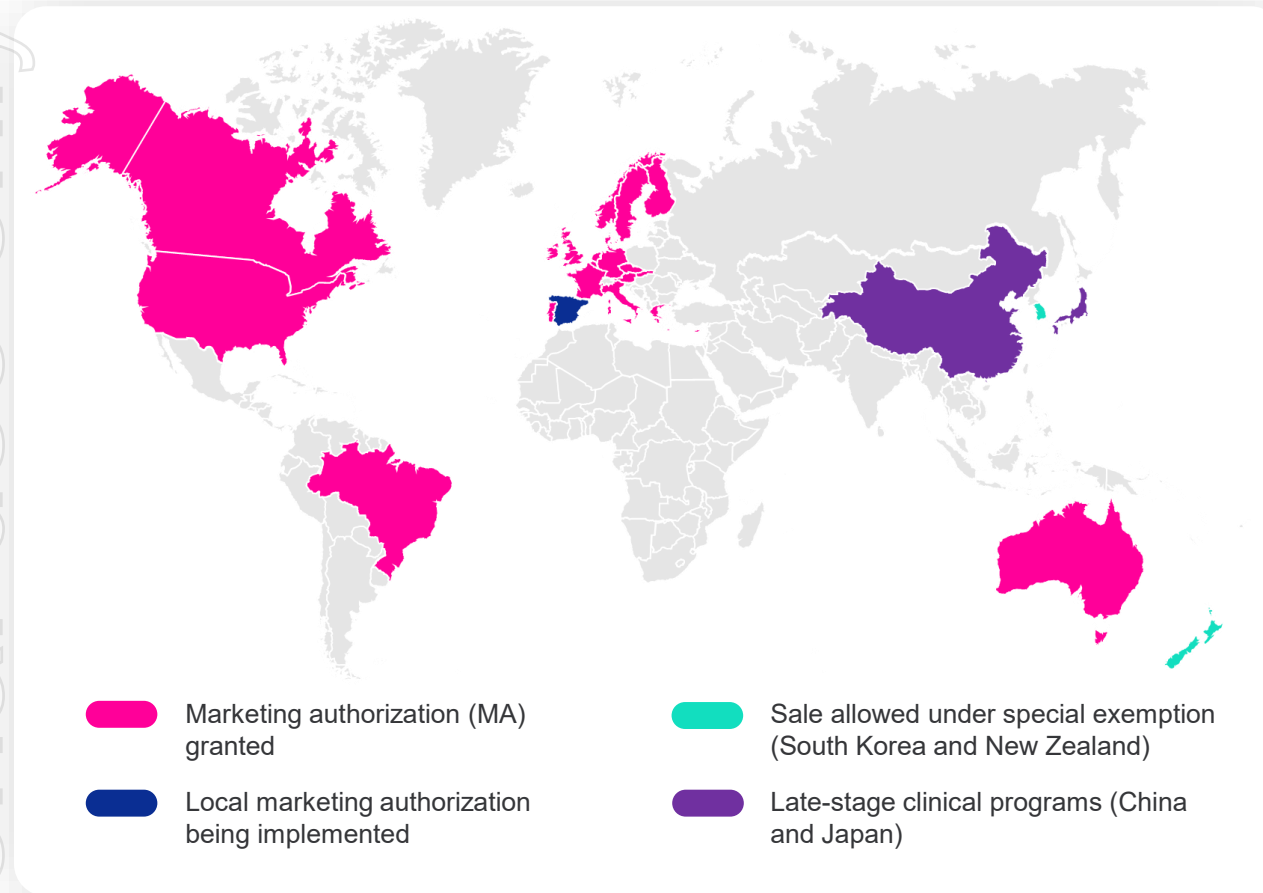 Marketing authorization (MA)
granted
Local marketing authorization
being implemented
Sale allowed under special exemption
(South Korea and New Zealand)
Late-stage clinical programs (China
and Japan)